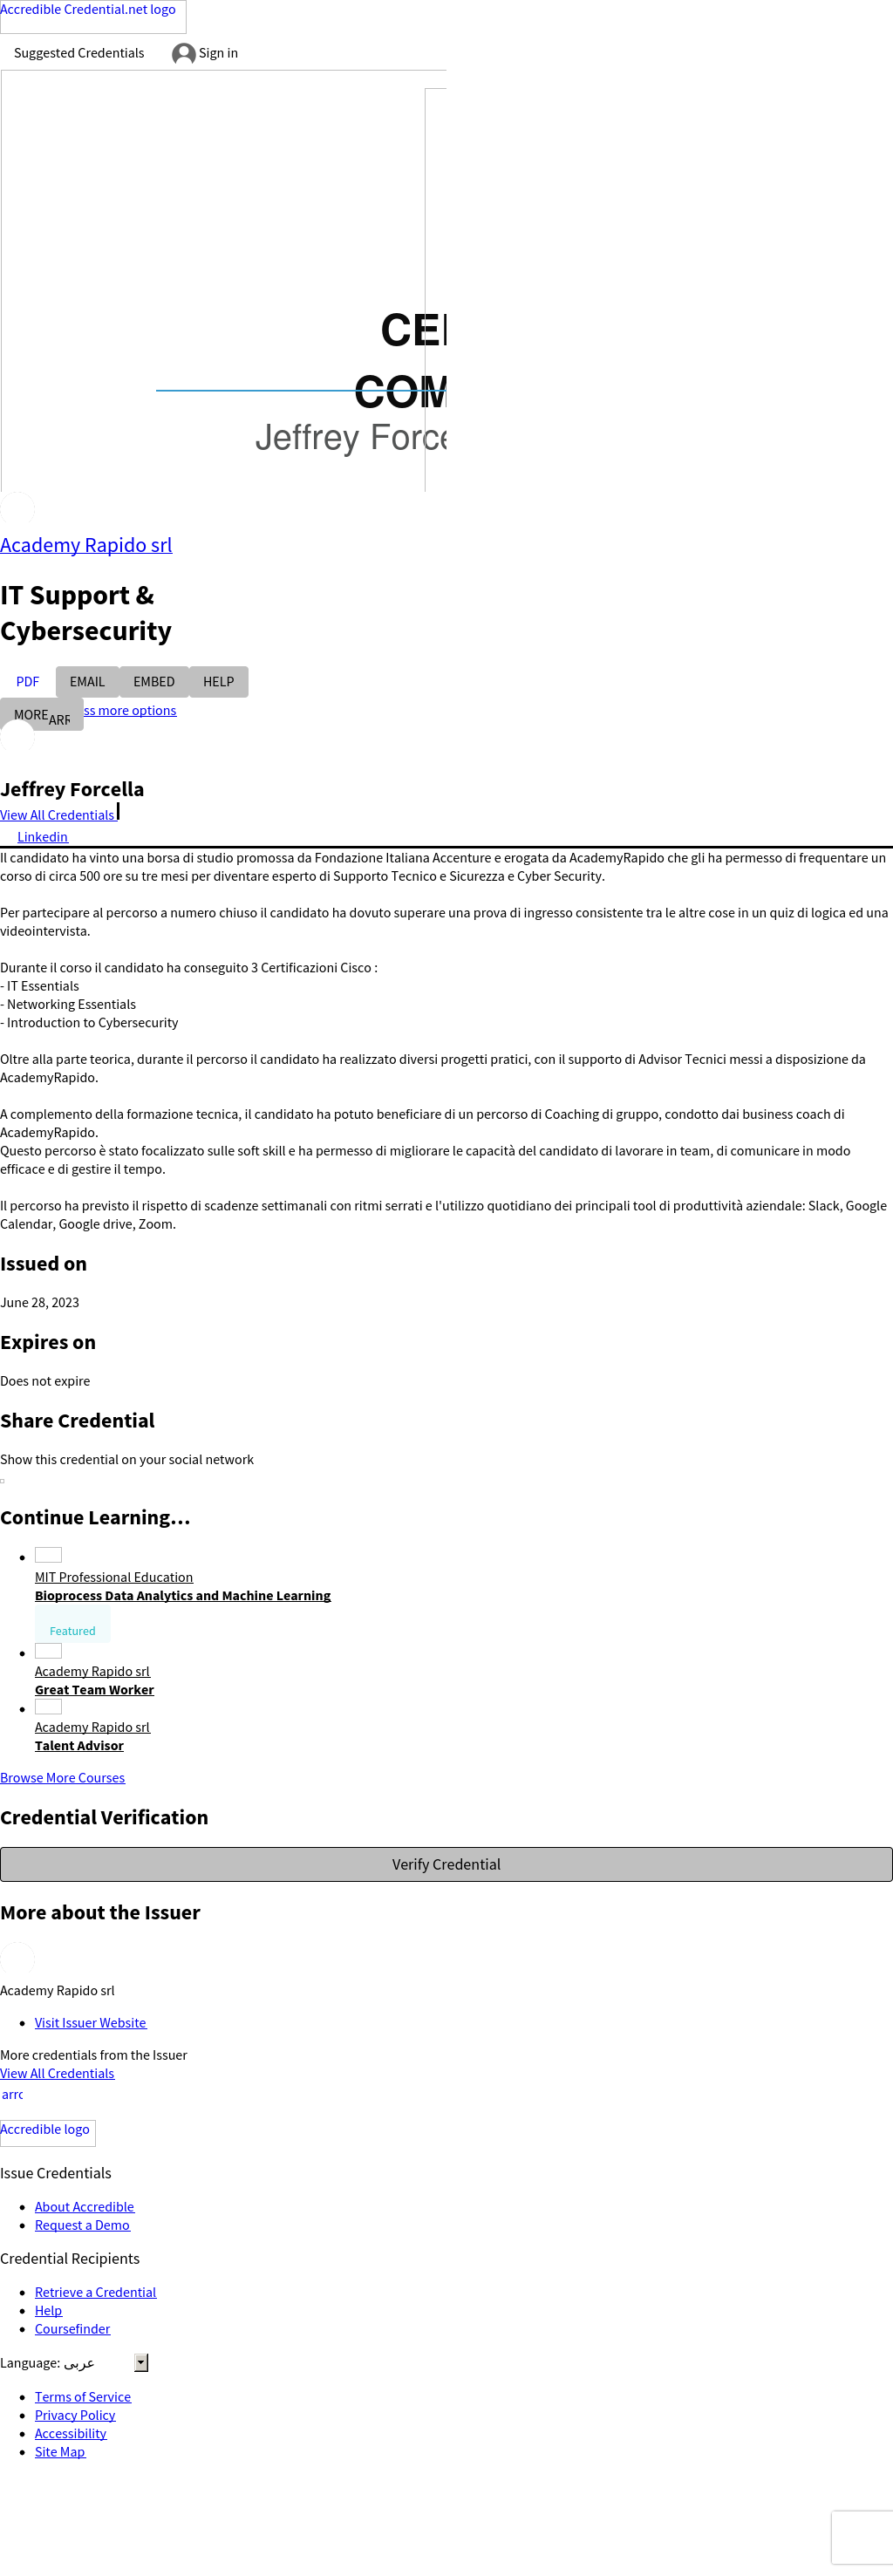 Accredible Credential.net logo
Suggested Credentials
Sign in
Jeffrey
Academy Rapido srl
IT Support &
Cybersecurity
PDF
EMAIL
EMBED
HELP
MORE
more options
Jeffrey Forcella
View All Credentials
Linkedin
Il candidato ha vinto una borsa di studio promossa da Fondazione Italiana Accenture e erogata da AcademyRapido che gli ha permesso di frequentare un
corso di circa 500 ore su tre mesi per diventare esperto di Supporto Tecnico e Sicurezza e Cyber Security.
Per partecipare al percorso a numero chiuso il candidato ha dovuto superare una prova di ingresso consistente tra le altre cose in un quiz di logica ed una
videointervista.
Durante il corso il candidato ha conseguito 3 Certificazioni Cisco :
- IT Essentials
- Networking Essentials
- Introduction to Cybersecurity
Oltre alla parte teorica, durante il percorso il candidato ha realizzato diversi progetti pratici, con il supporto di Advisor Tecnici messi a disposizione da
AcademyRapido.
A complemento della formazione tecnica, il candidato ha potuto beneficiare di un percorso di Coaching di gruppo, condotto dai business coach di
AcademyRapido.
Questo percorso è stato focalizzato sulle soft skill e ha permesso di migliorare le capacità del candidato di lavorare in team, di comunicare in modo
efficace e di gestire il tempo.
Il percorso ha previsto il rispetto di scadenze settimanali con ritmi serrati e l'utilizzo quotidiano dei principali tool di produttività aziendale: Slack, Google
Calendar, Google drive, Zoom.
Issued on
June 28, 2023
Expires on
Does not expire
Share Credential
Show this credential on your social network
Continue Learning...
MIT Professional Education
Bioprocess Data Analytics and Machine Learning
Featured
Academy Rapido srl
Great Team Worker
Academy Rapido srl
Talent Advisor
Browse More Courses
Credential Verification
Verify Credential
More about the Issuer
Academy Rapido srl
Visit Issuer Website
More credentials from the Issuer
View All Credentials
Accredible logo
Issue Credentials
About Accredible
Request a Demo
Credential Recipients
Retrieve a Credential
Help
Coursefinder
Language: عربى
Terms of Service
Privacy Policy
Accessibility
Site Map